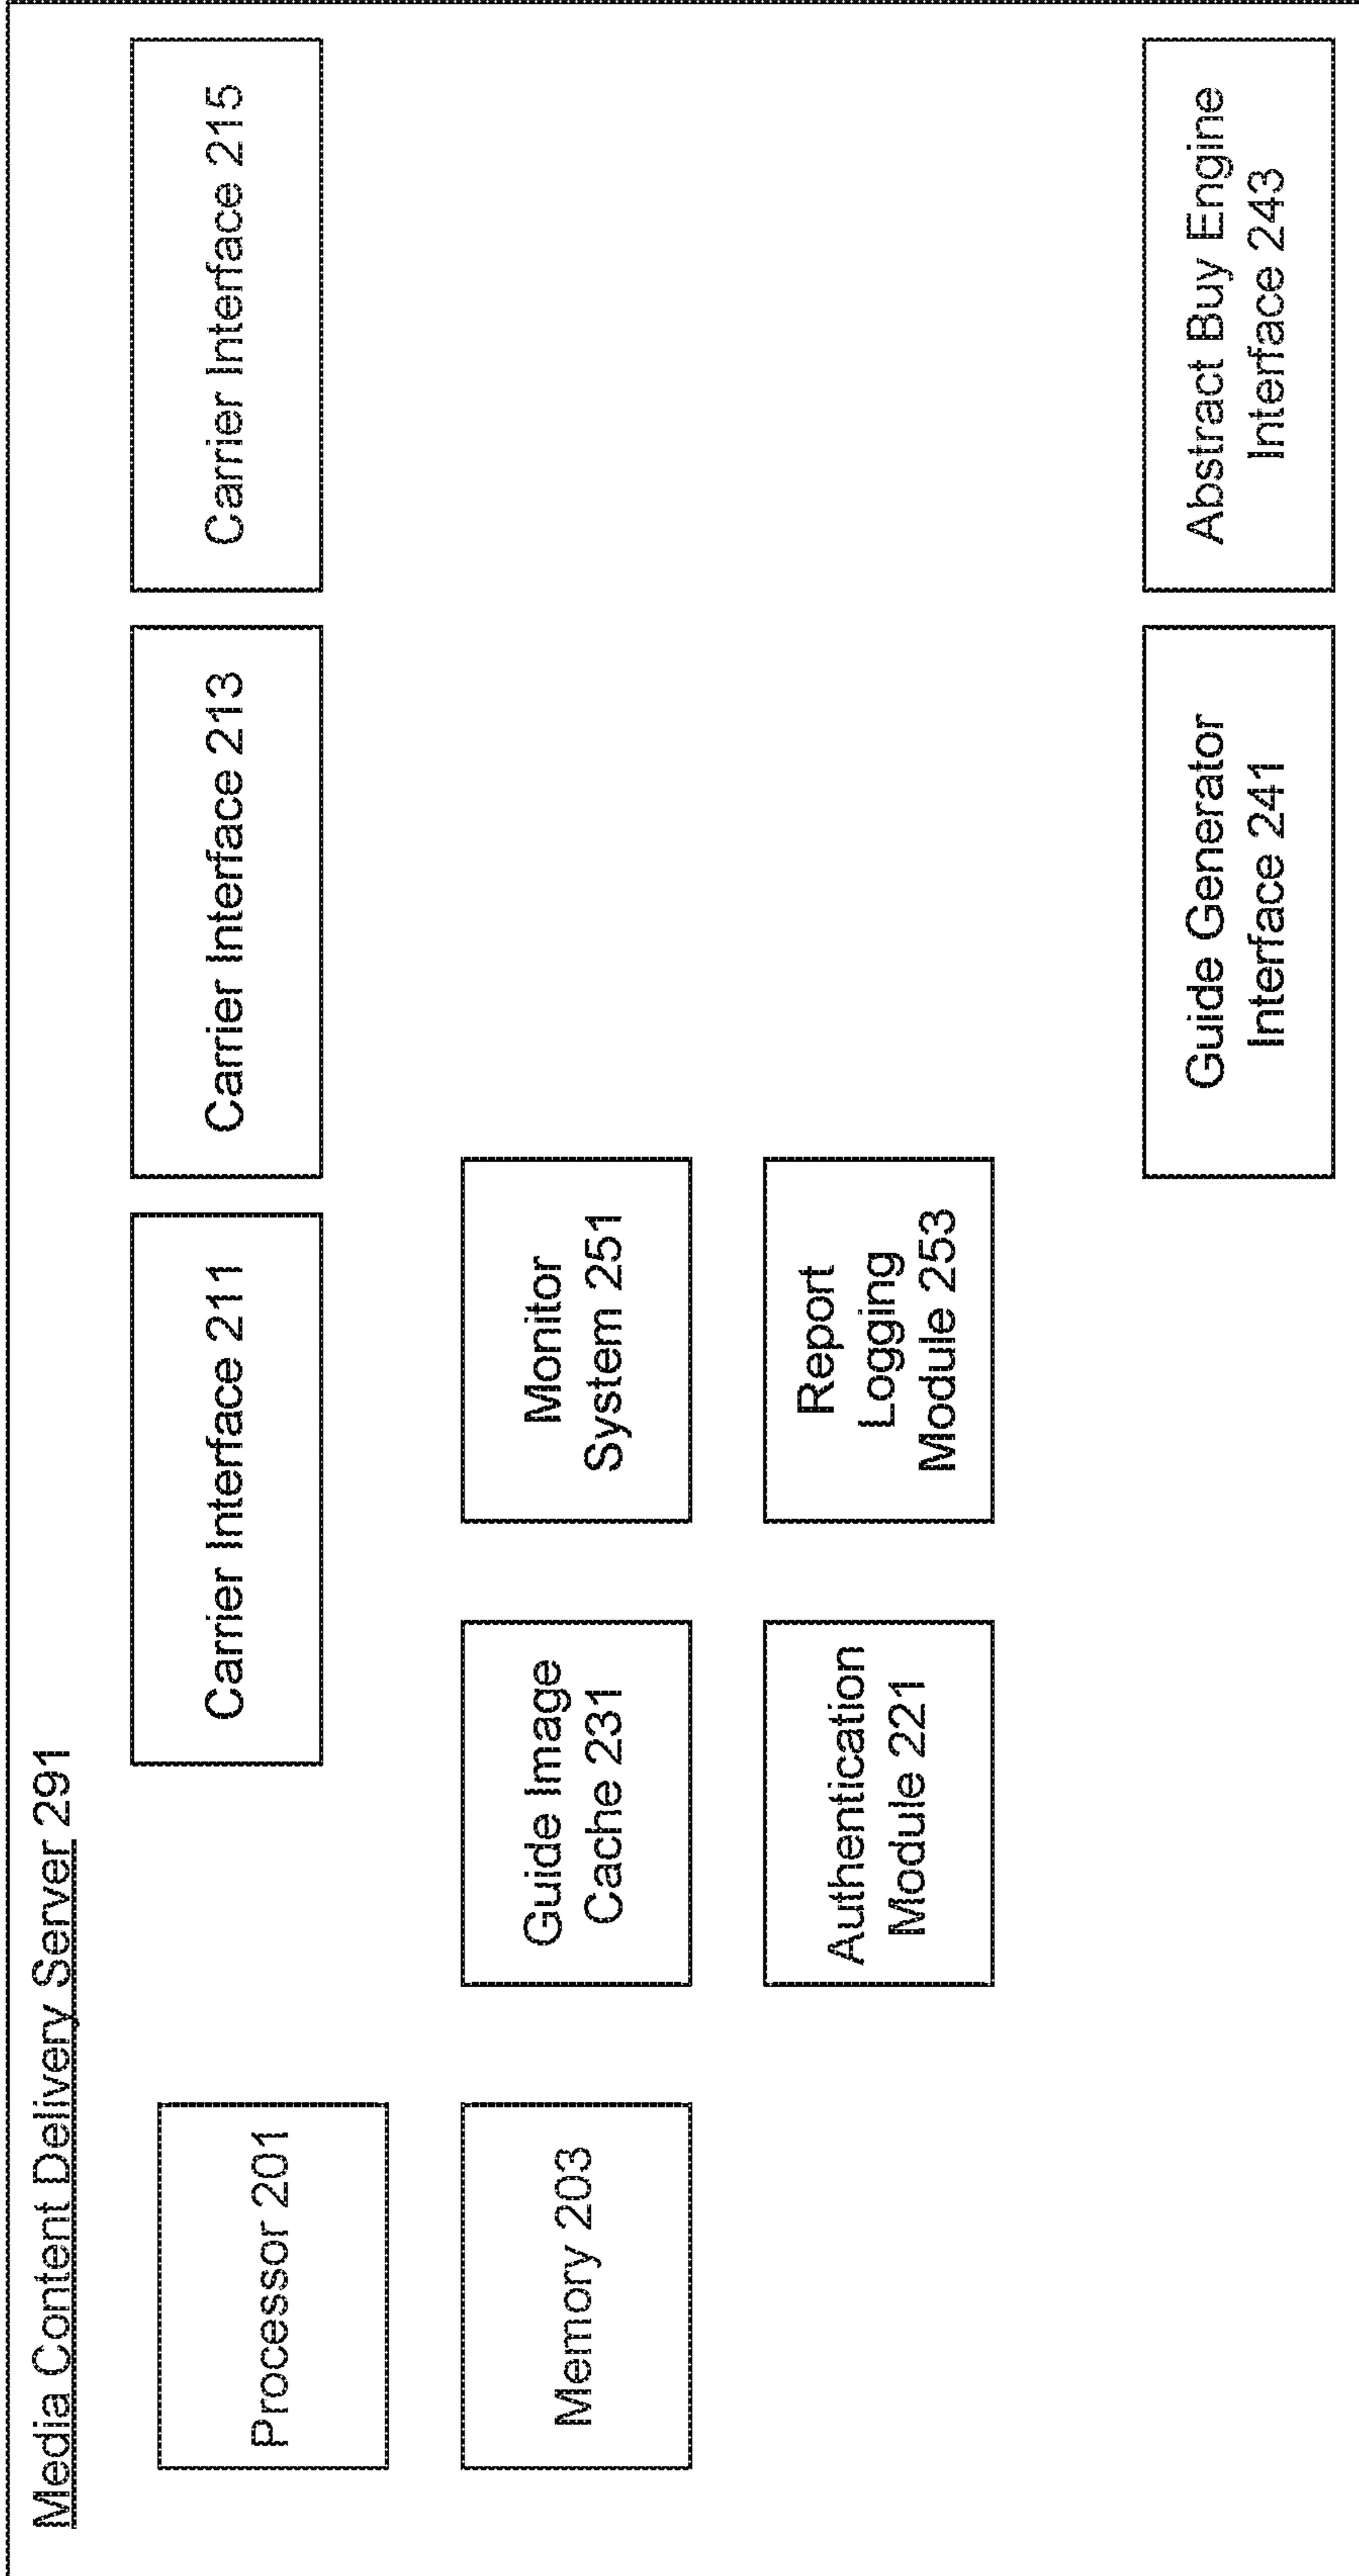 Media Content Delivery Server 291
Processor 201
Carrier Interface 211
Carrier Interface 213
Carrier Interface 215
Memory 203
Guide Image
Cache 231
Monitor
System 251
Authentication
Module 221
Report
Logging
Module 253
Guide Generator
Interface 241
Abstract Buy Engine
Interface 243